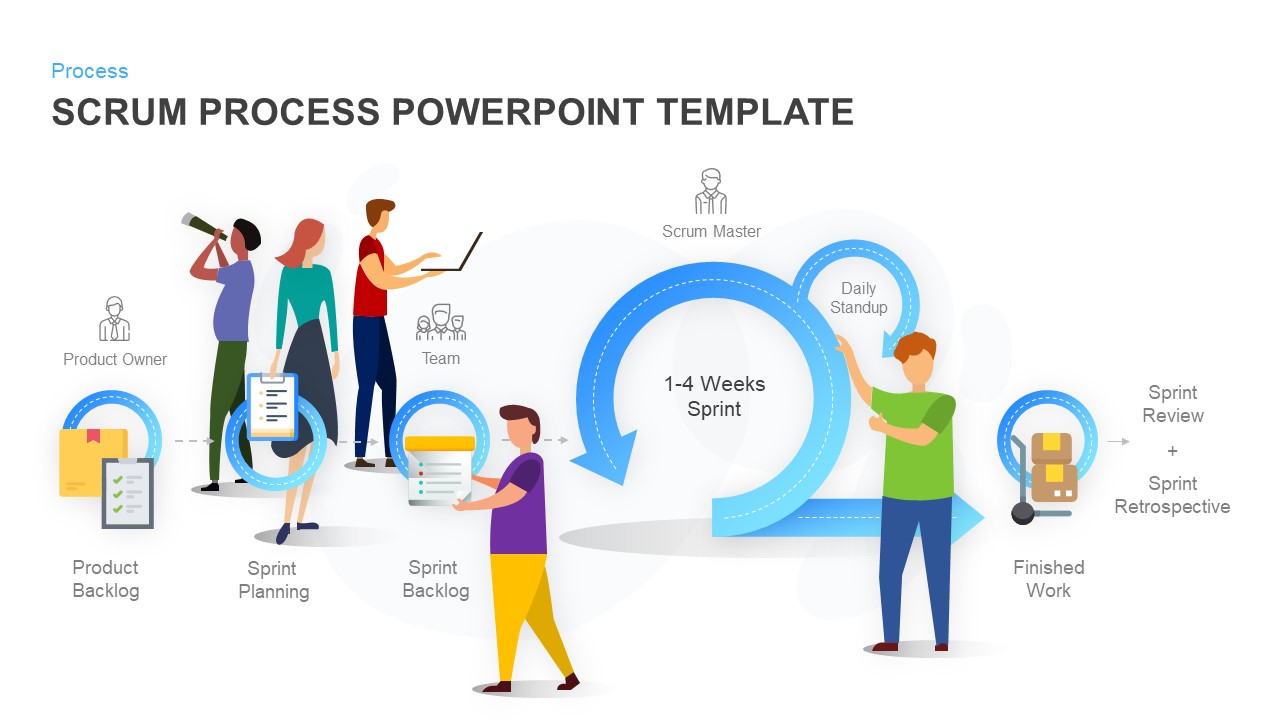 Process
SCRUM PROCESS POWERPOINT TEMPLATE
Scrum Master
Daily
Standup
Product Owner
Team
1-4 Weeks
Sprint
Sprint
Review
+
Sprint
Retrospective
Product
Backlog
Sprint
Planning
Sprint
Backlog
Finished
Work